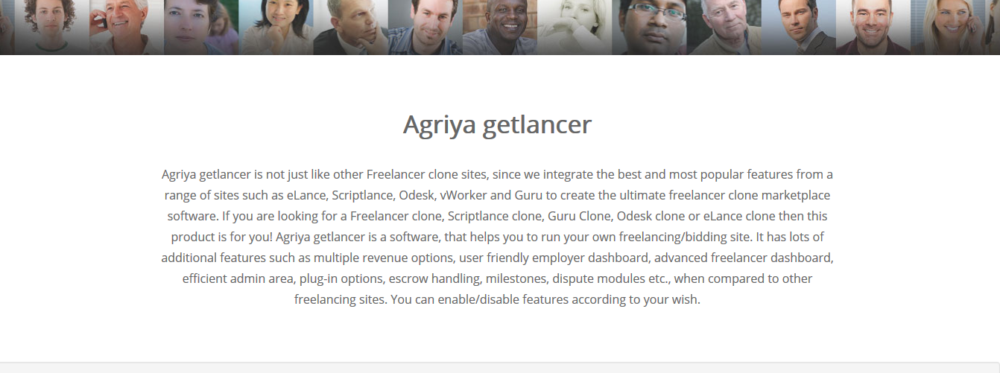 Agriya getlancer
Agriya getlancer is not just like other Freelancer clone sites, since we integrate the best and most popular features from a
range of sites such as eLance, Scriptlance, Odesk, vWorker and Guru to create the ultimate freelancer clone marketplace
software. If you are looking for a Freelancer clone, Scriptlance clone, Guru Clone, Odesk clone or eLance clone then this
product is for you! Agriya getlancer is a software, that helps you to run your own freelancing/bidding site. It has lots of
additional features such as multiple revenue options, user friendly employer dashboard, advanced freelancer dashboard,
efficient admin area, plug-in options, escrow handling, milestones, dispute modules etc., when compared to other
freelancing sites. You can enable/disable features according to your wish.